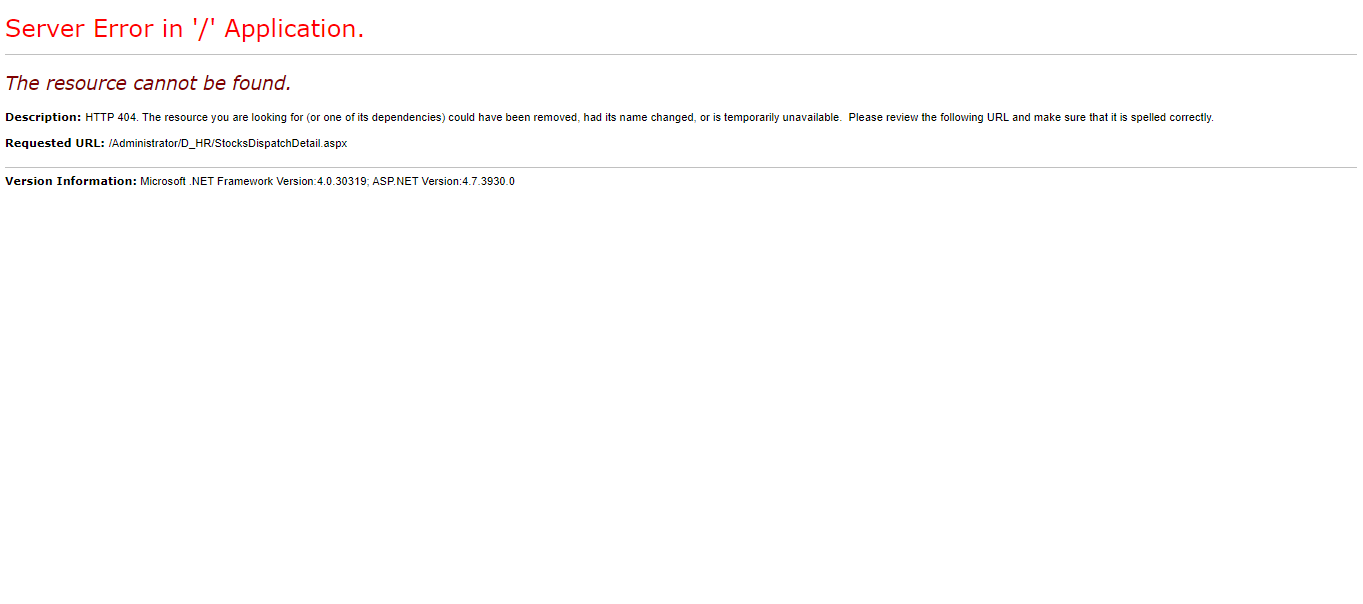 Server Error in '/' Application.
The resource cannot be found.
Description: HTTP 404. The resource you are looking for (or one of its dependencies) could have been removed, had its name changed, or is temporarily unavailable.  Please review the following URL and make sure that it is spelled correctly.
Requested URL: /Administrator/D_HR/StocksDispatchDetail.aspx
Version Information: Microsoft .NET Framework Version:4.0.30319; ASP.NET Version:4.7.3930.0